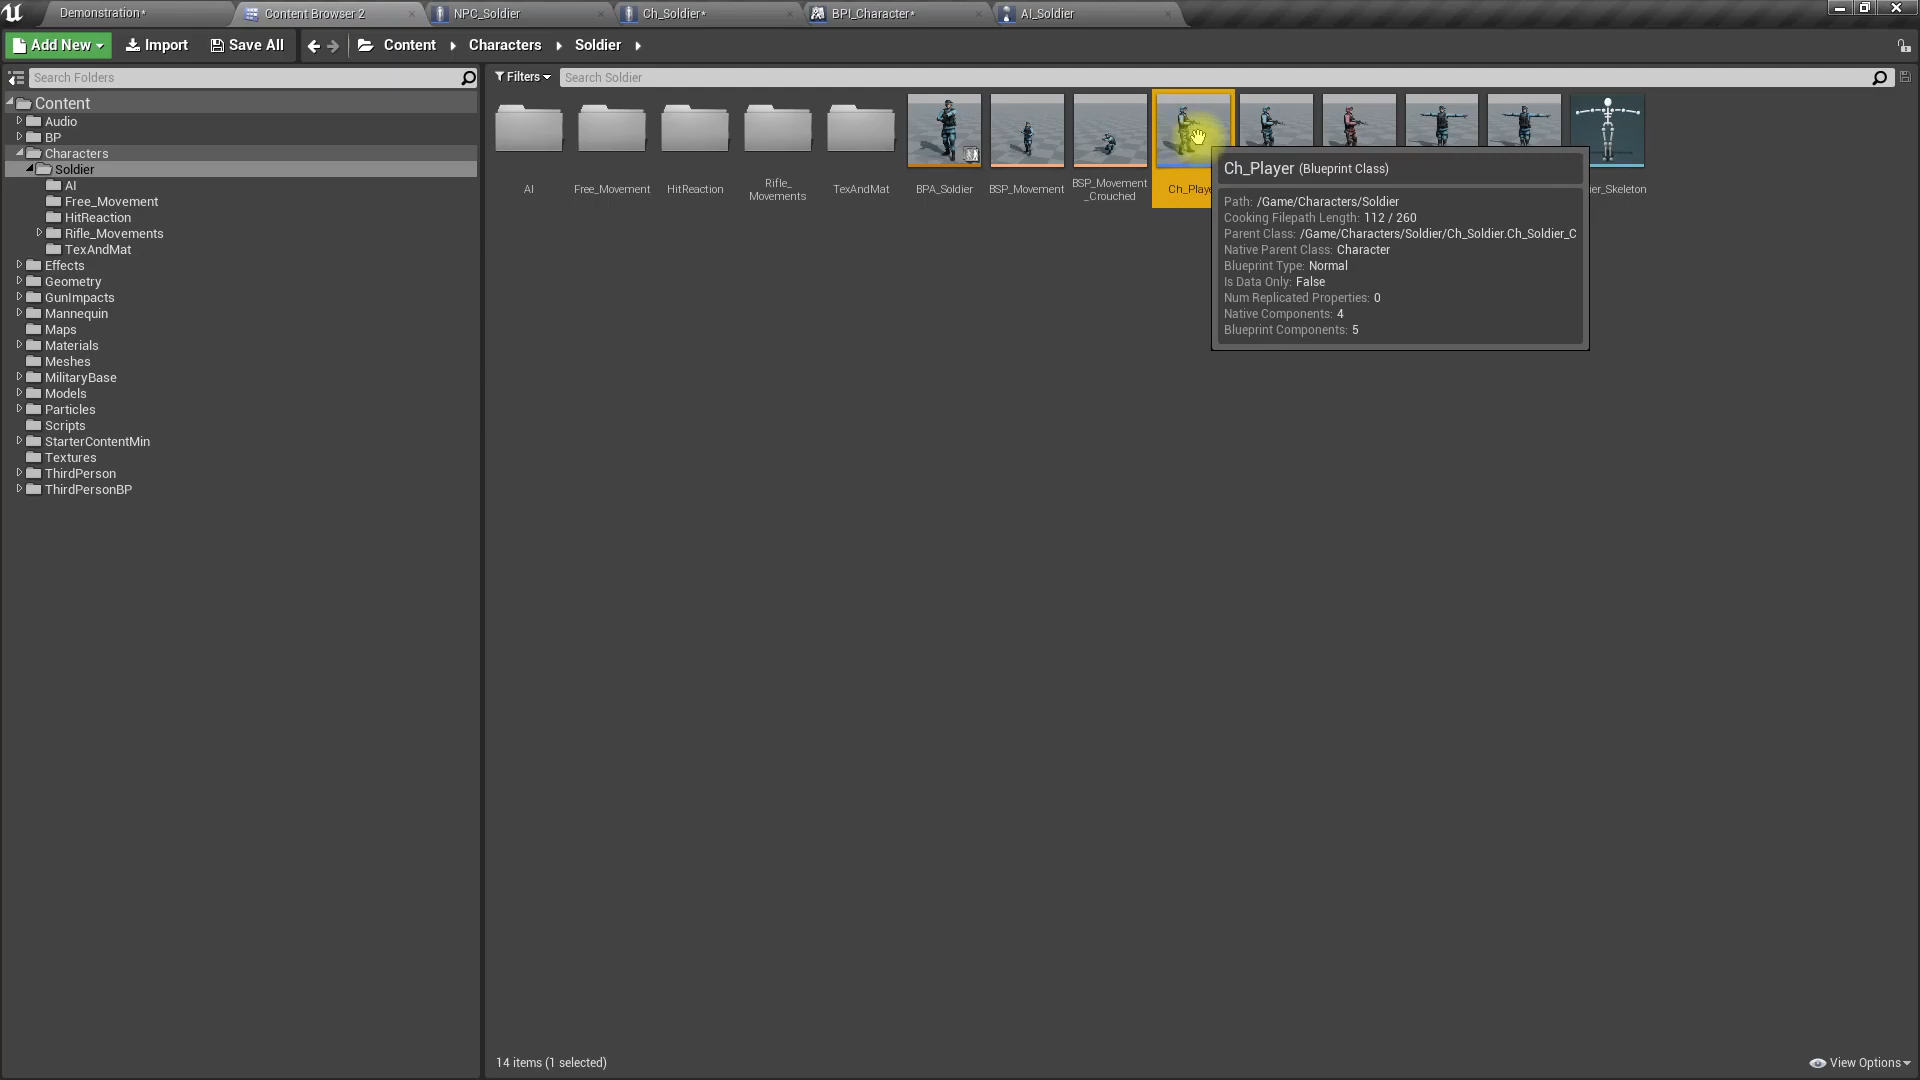 Demonstration*
Content Browser 2
NPC_Soldier
Ch_Soldier*
BPI_Character*
AI_Soldier
Add New
Import
Save All
Content
Characters
Soldier
Search Folders
Filters
Search Soldier
Content
Audio
BP
Characters
Soldier
AI
Free_Movement
HitReaction
Rifle_Movements
TexAndMat
Effects
Geometry
GunImpacts
Mannequin
Maps
Materials
Meshes
MilitaryBase
Models
Particles
Scripts
StarterContentMin
Textures
ThirdPerson
ThirdPersonBP
AI
Free_Movement
HitReaction
Rifle_
Movements
TexAndMat
BPA_Soldier
BSP_Movement
BSP_Movement
_Crouched
Ch_Playe
ier_Skeleton
Ch_Player (Blueprint Class)
Path: /Game/Characters/Soldier
Cooking Filepath Length: 112 / 260
Parent Class: /Game/Characters/Soldier/Ch_Soldier.Ch_Soldier_C
Native Parent Class: Character
Blueprint Type: Normal
Is Data Only: False
Num Replicated Properties: 0
Native Components: 4
Blueprint Components: 5
14 items (1 selected)
View Options